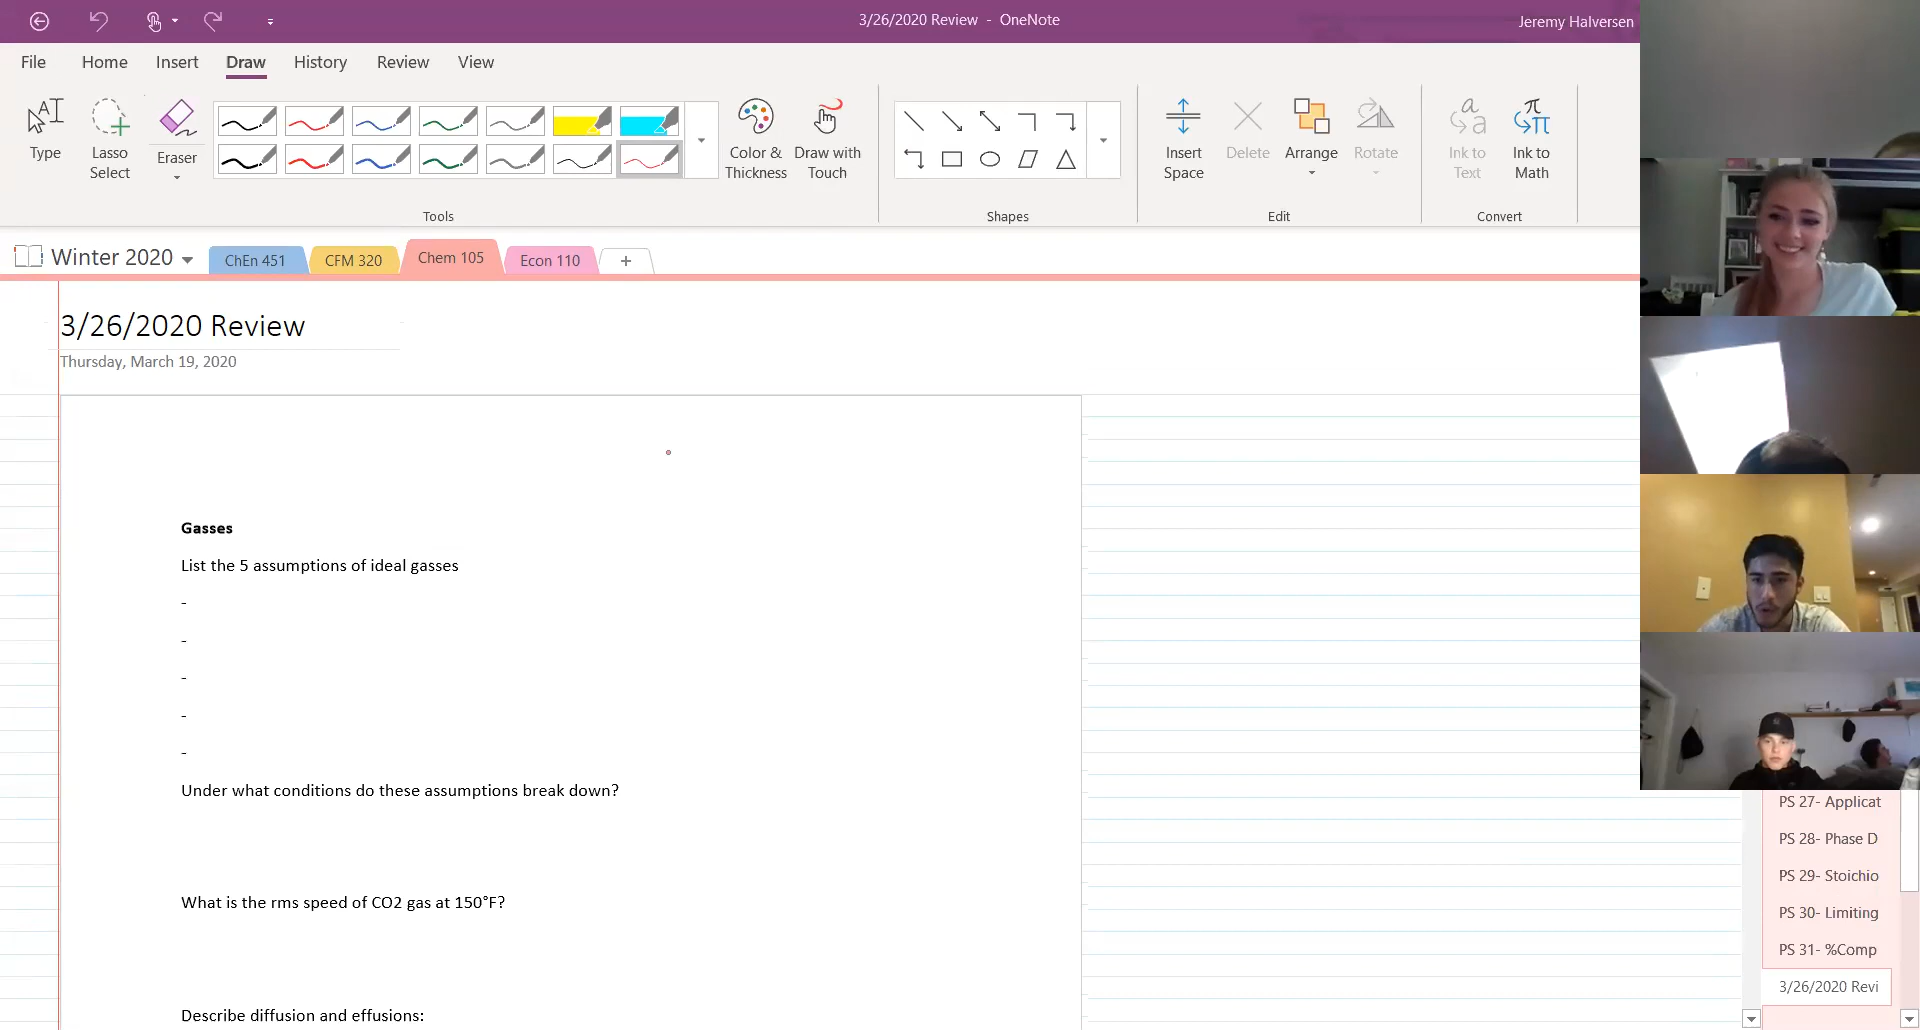 3/26/2020 Review - OneNote
Jeremy Halversen
File Home Insert Draw History Review View
Type
Lasso Select
Eraser
Color & Thickness
Draw with Touch
Insert Space
Delete
Arrange
Rotate
Ink to Text
Ink to Math
Tools
Shapes
Edit
Convert
Winter 2020
ChEn 451
CFM 320
Chem 105
Econ 110
+
3/26/2020 Review
Thursday, March 19, 2020
Gasses
List the 5 assumptions of ideal gasses
-
-
-
-
-
Under what conditions do these assumptions break down?
What is the rms speed of CO2 gas at 150°F?
Describe diffusion and effusions:
PS 27- Applicat
PS 28- Phase D
PS 29- Stoichio
PS 30- Limiting
PS 31- %Comp
3/26/2020 Revi